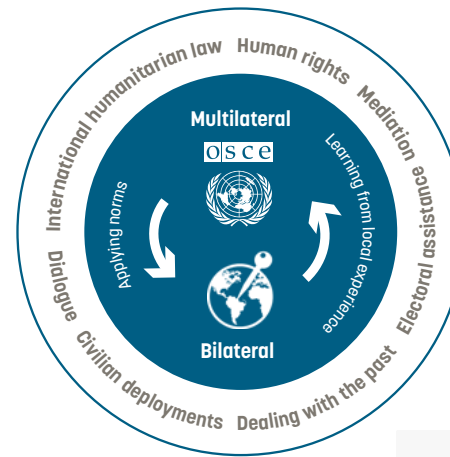 International humanitarian law
Human rights
Mediation assistance
Electoral assistance
Dealing with the past
Civilian deployments
Dialogue
Multilateral
osce
Applying norms
Learning from local experience
Bilateral